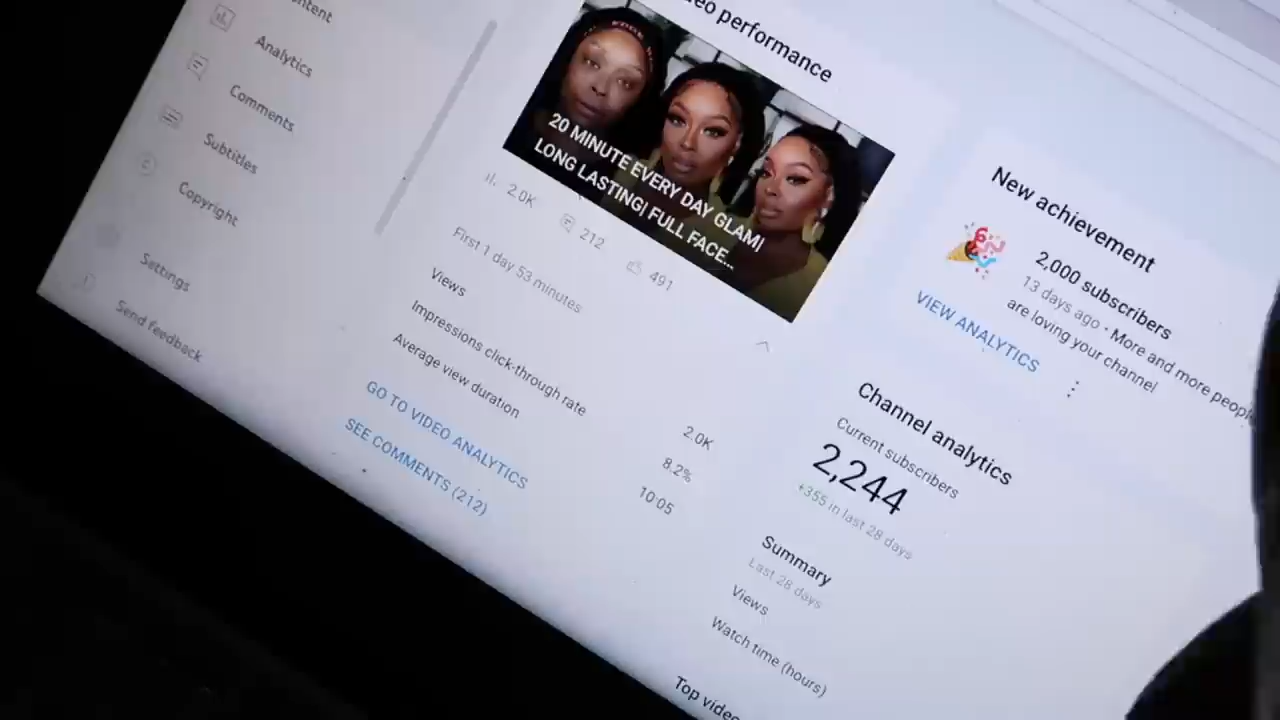 Analytics
Comments
Subtitles
Copyright
Settings
Send feedback
performance
20 MINUTE EVERY DAY GLAM|
LONG LASTING| FULL FACE...
2.0K
212
491
First 1 day 53 minutes
Views
2.0K
Impressions click-through rate
8.2%
Average view duration
10:05
GO TO VIDEO ANALYTICS
SEE COMMENTS (212)
New achievement
2,000 subscribers
13 days ago • More and more people
are loving your channel
VIEW ANALYTICS
Channel analytics
Current subscribers
2,244
+355 in last 28 days
Summary
Last 28 days
Views
Watch time (hours)
Top